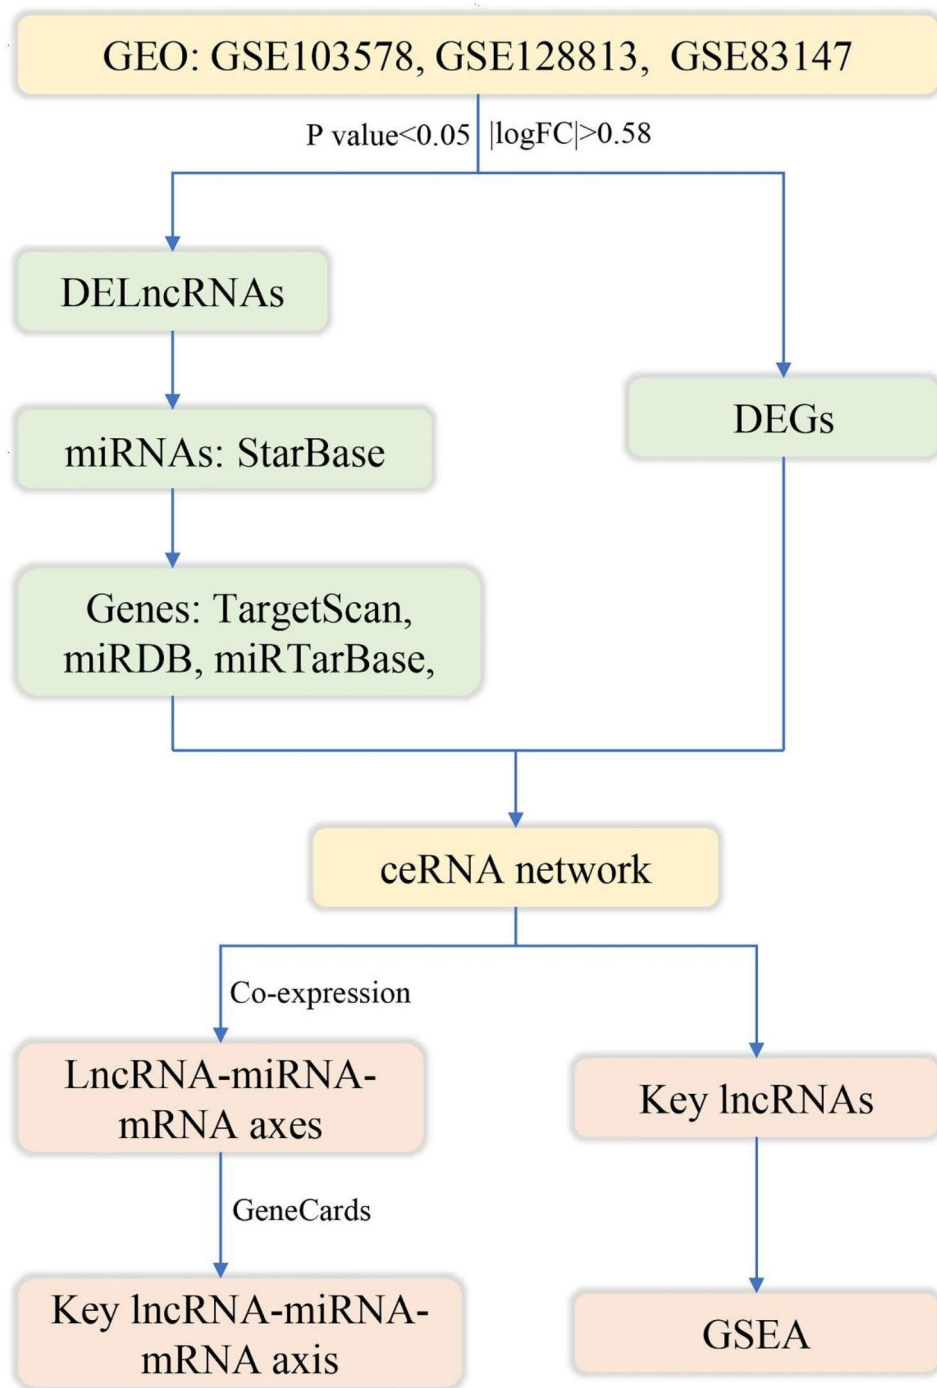 GEO: GSE103578, GSE128813, GSE83147
P value<0.05 |logFC|>0.58
DELncRNAs
miRNAs: StarBase
DEGs
Genes: TargetScan,
miRDB, miRTarBase,
ceRNA network
Co-expression
LncRNA-miRNA-
mRNA axes
Key lncRNAs
GeneCards
Key lncRNA-miRNA-
mRNA axis
GSEA